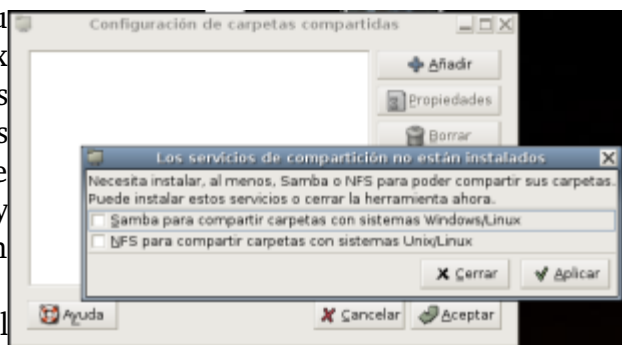 Configuración de carpetas compartidas
Añadir
Propiedades
Borrar
Los servicios de compartición no están instalados
Necesita instalar, al menos, Samba o NFS para poder compartir sus carpetas.
Puede instalar estos servicios o cerrar la herramienta ahora.
Samba para compartir carpetas con sistemas Windows/Linux
NFS para compartir carpetas con sistemas Unix/Linux
Cerrar
Aplicar
Ayuda
Cancelar
Aceptar